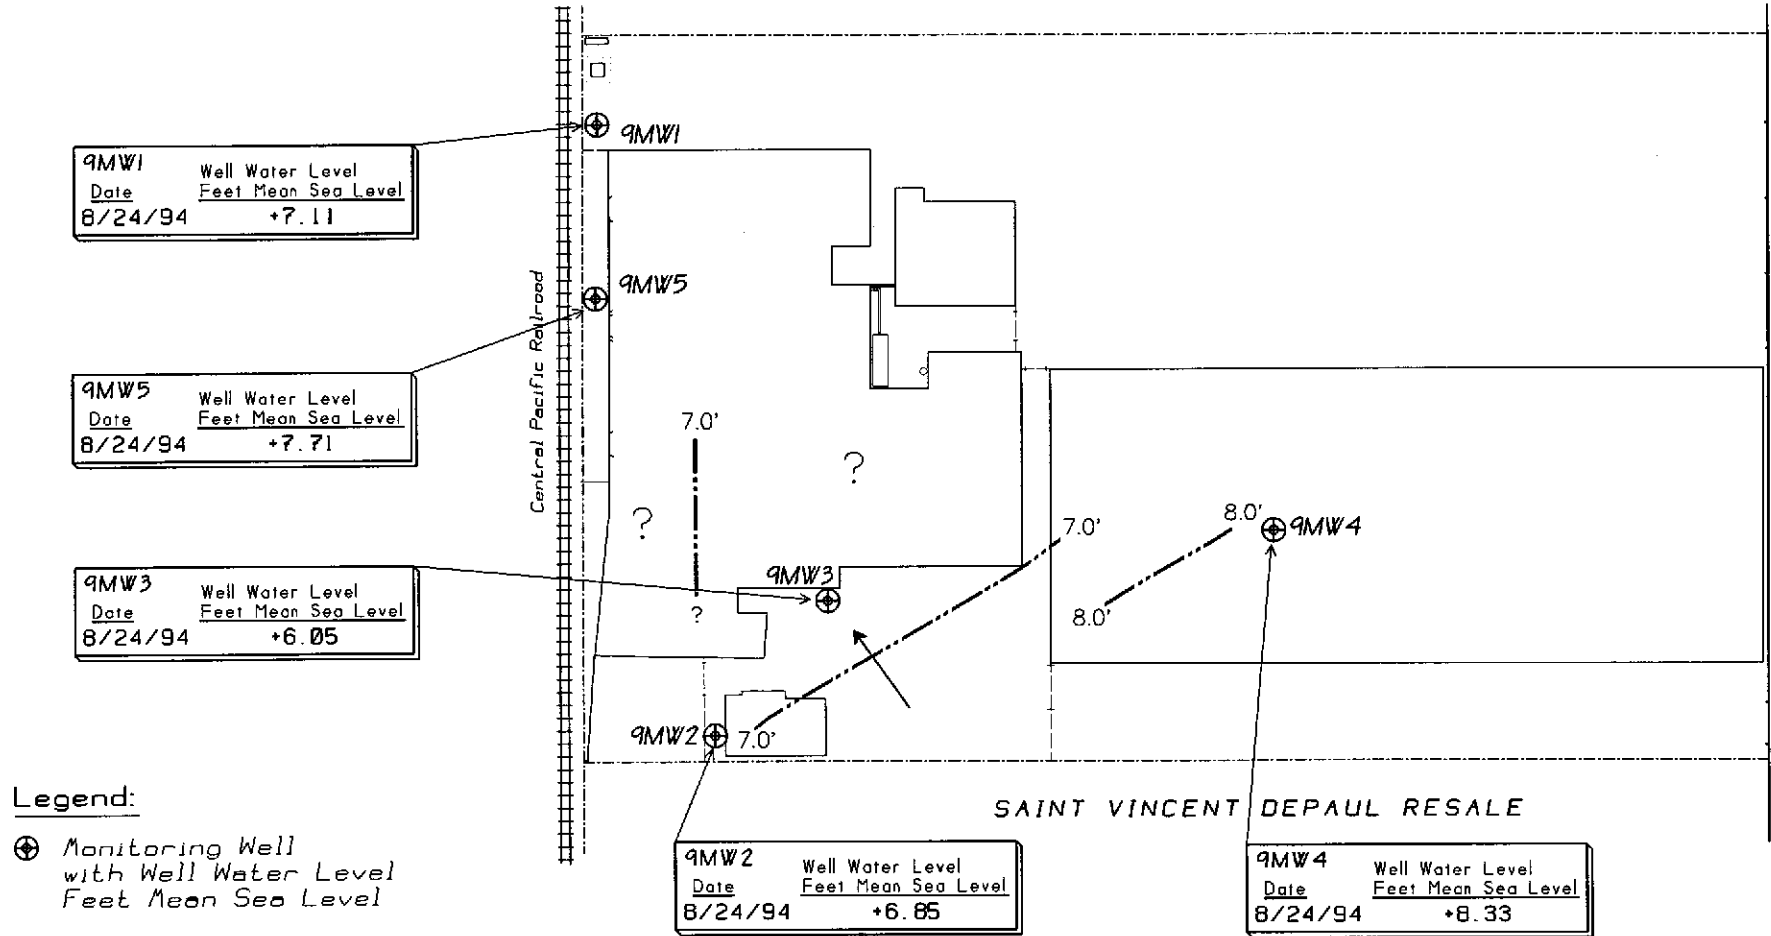 9MW1
9MW1 Well Water Level
Date Feet Mean Sea Level
8/24/94 +7.11
9MW5
Central Pacific Railroad
9MW5 Well Water Level
Date Feet Mean Sea Level
8/24/94 +7.71
7.0'
?
?
8.0'
9MW4
7.0'
9MW3
9MW3 Well Water Level
Date Feet Mean Sea Level
8/24/94 +6.05
?
8.0'
9MW2
7.0'
Legend:
Monitoring Well
with Well Water Level
Feet Mean Sea Level
SAINT VINCENT DEPAUL RESALE
9MW2 Well Water Level
Date Feet Mean Sea Level
8/24/94 +6.85
9MW4 Well Water Level
Date Feet Mean Sea Level
8/24/94 +8.33